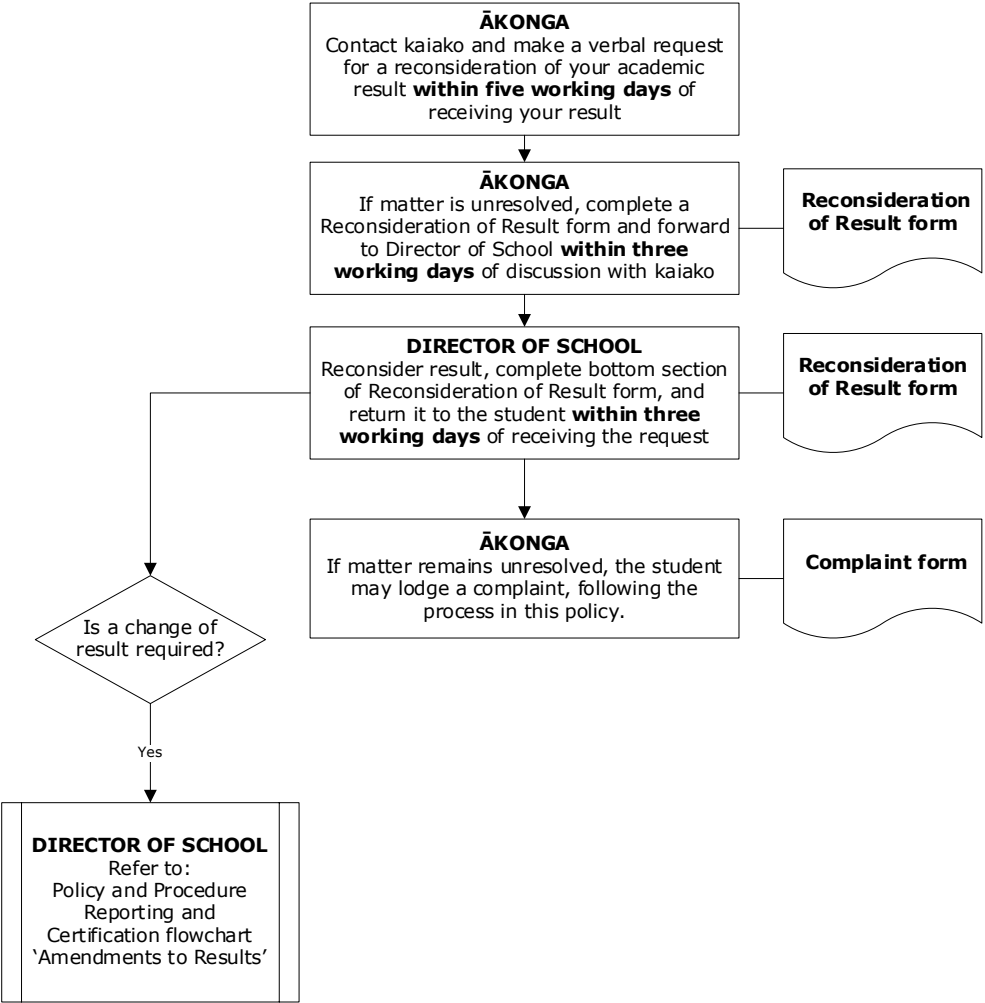 ĀKONGA
Contact kaiako and make a verbal request
for a reconsideration of your academic
result within five working days of
receiving your result
ĀKONGA
If matter is unresolved, complete a
Reconsideration of Result form and forward
to Director of School within three
working days of discussion with kaiako
Reconsideration
of Result form
DIRECTOR OF SCHOOL
Reconsider result, complete bottom section
of Reconsideration of Result form, and
return it to the student within three
working days of receiving the request
Reconsideration
of Result form
ĀKONGA
If matter remains unresolved, the student
may lodge a complaint, following the
process in this policy.
Complaint form
Is a change of
result required?
Yes
DIRECTOR OF SCHOOL
Refer to:
Policy and Procedure
Reporting and
Certification flowchart
‘Amendments to Results’